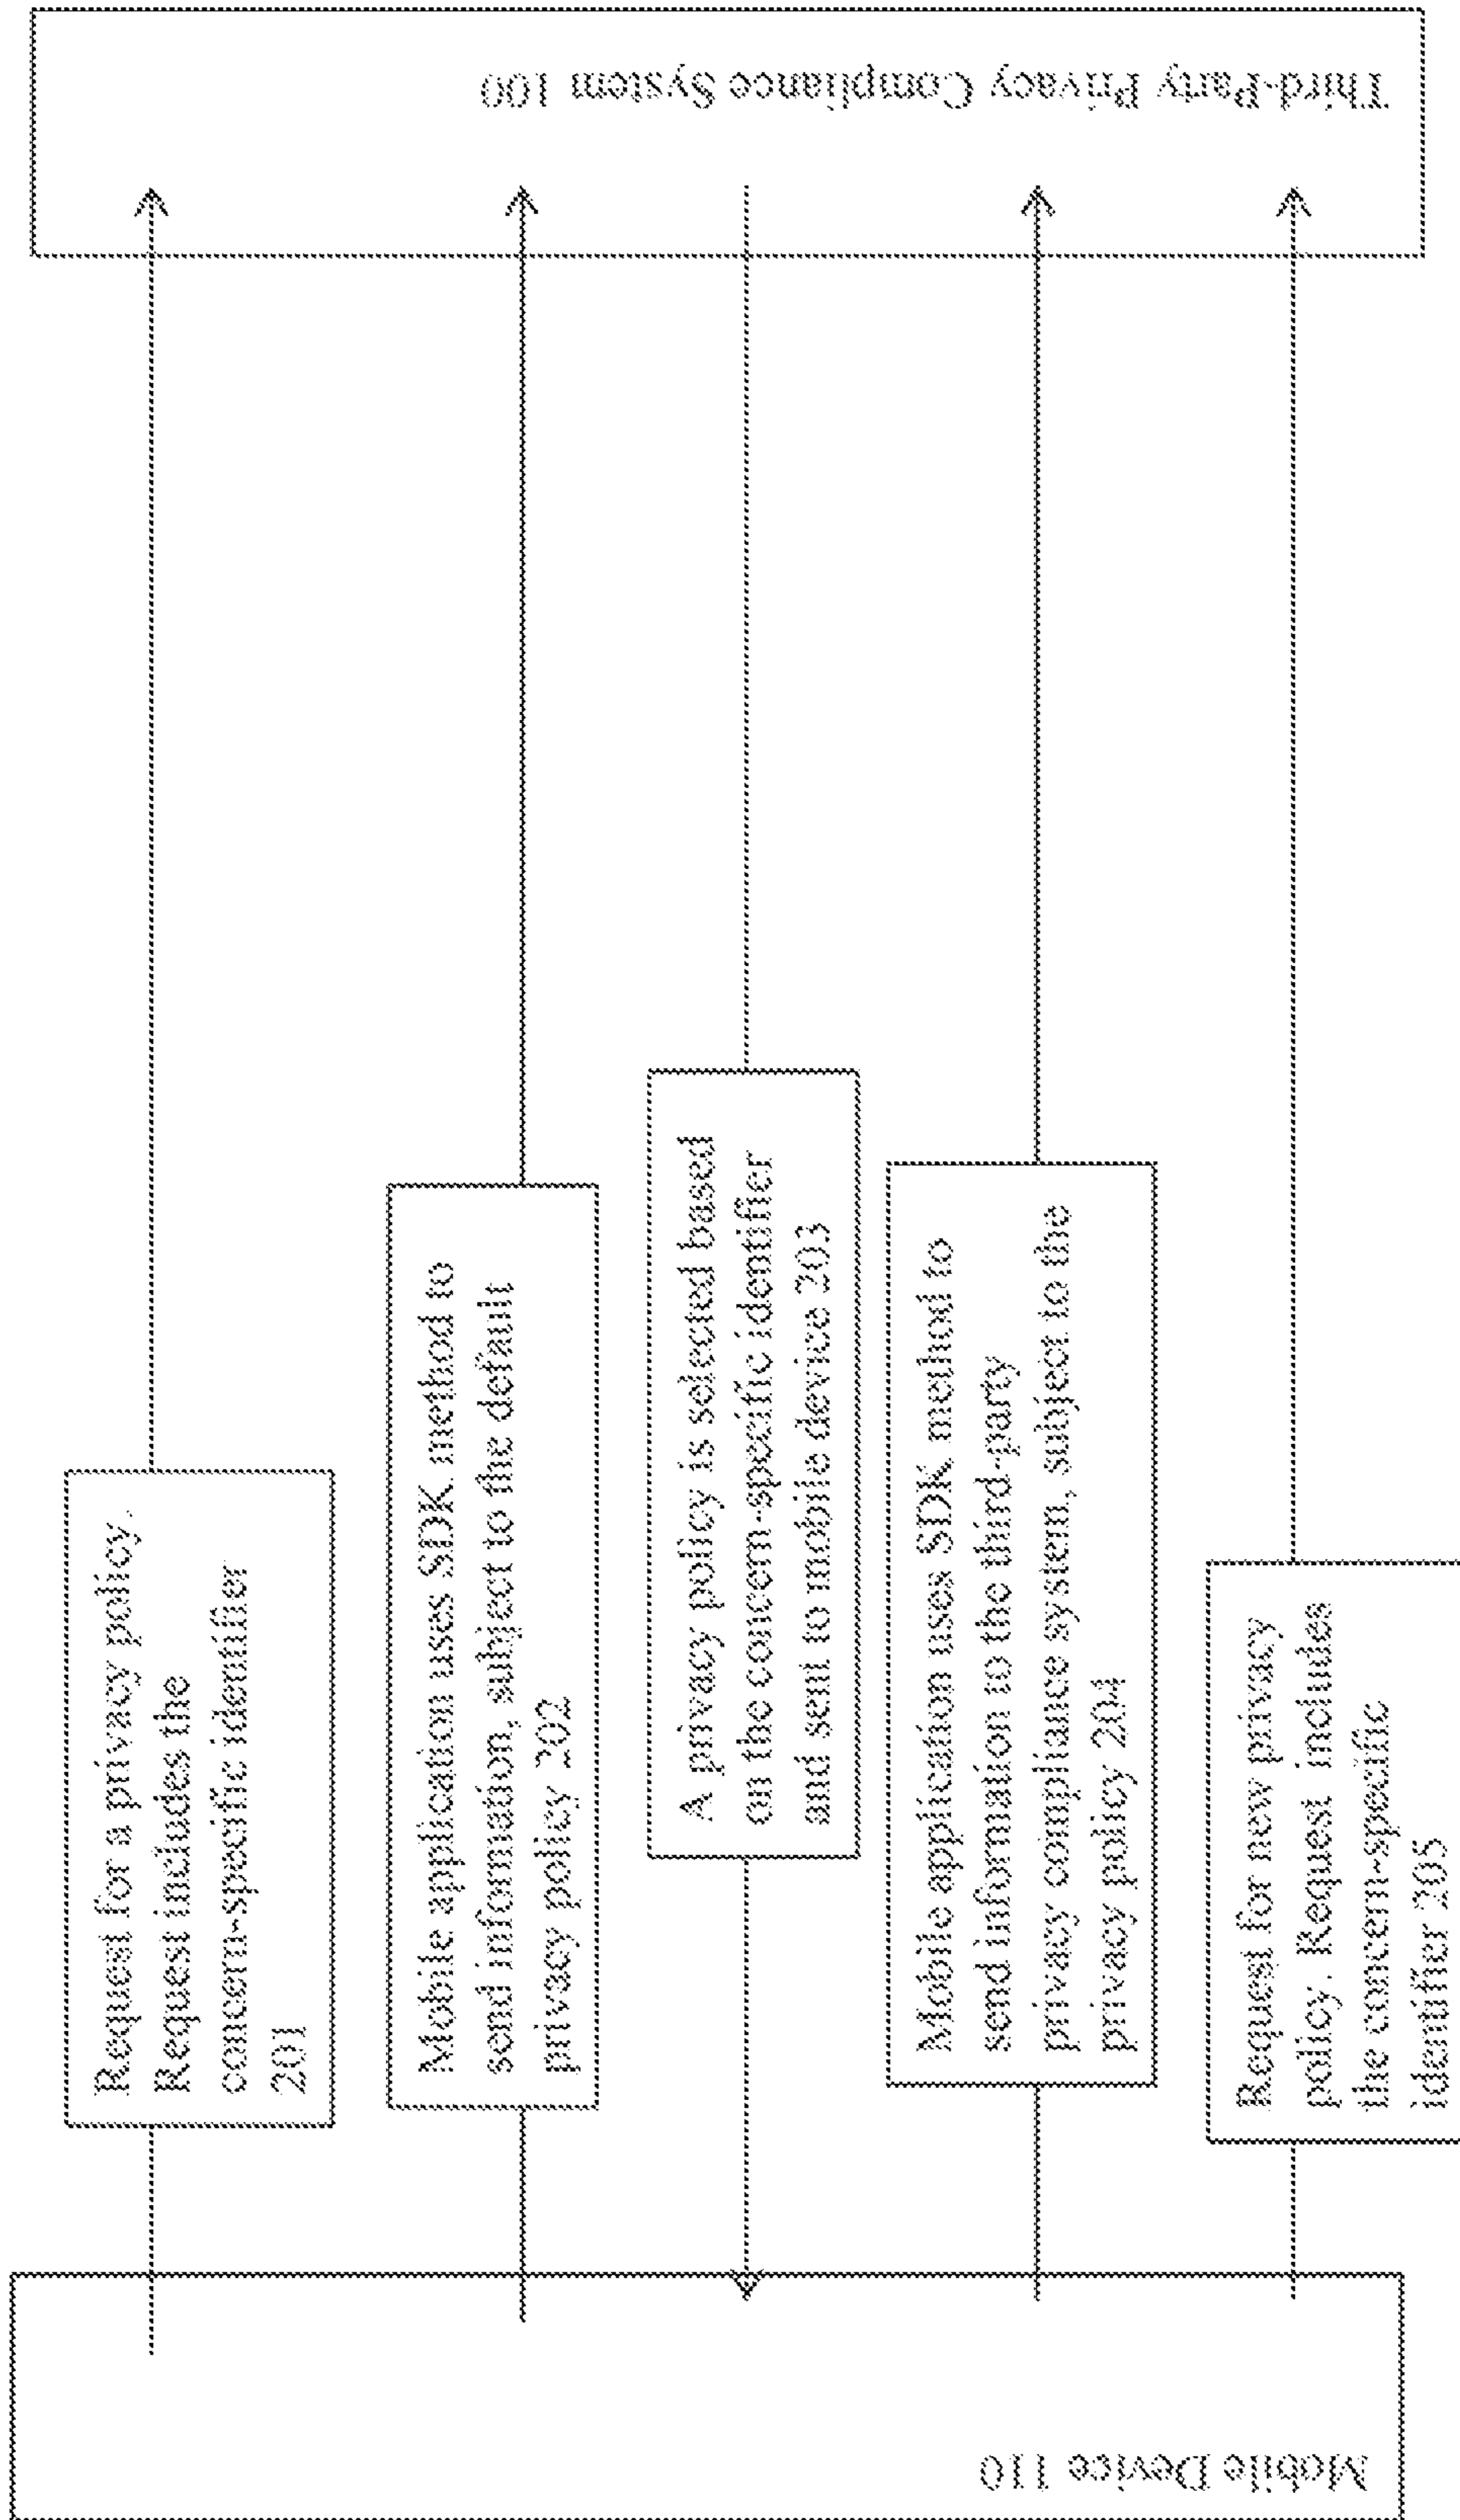 Mobile Device 110
Third-Party Privacy Compliance System 100
Request for a privacy policy.
Request includes the
concern-specific identifier
201
Mobile application uses SDK method to
send information, subject to the default
privacy policy 202
A privacy policy is selected based
on the concern-specific identifier
and sent to mobile device 203
Mobile application uses SDK method to
send information to the third-party
privacy compliance system, subject to the
privacy policy 204
Request for new privacy
policy. Request includes
the concern-specific
identifier 205